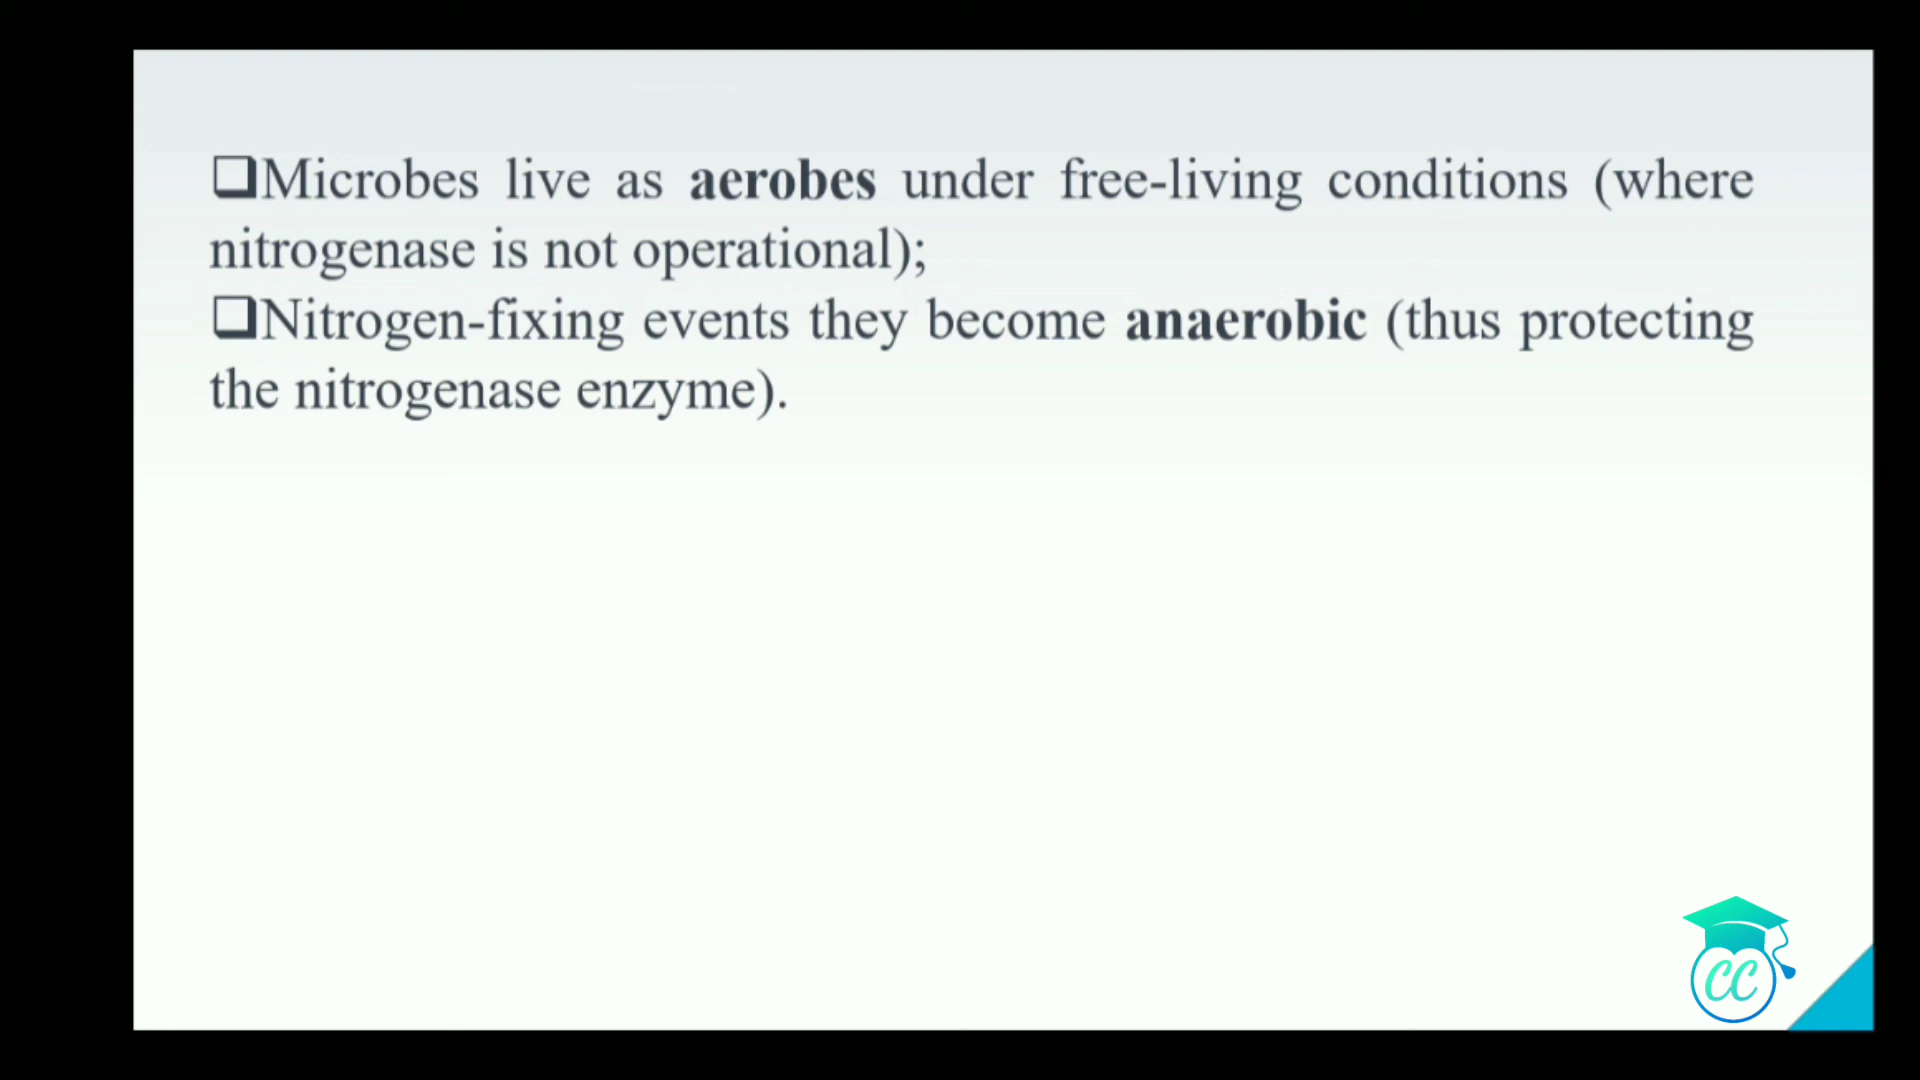 ❑Microbes live as aerobes under free-living conditions (where
nitrogenase is not operational);
❑Nitrogen-fixing events they become anaerobic (thus protecting
the nitrogenase enzyme).
CC